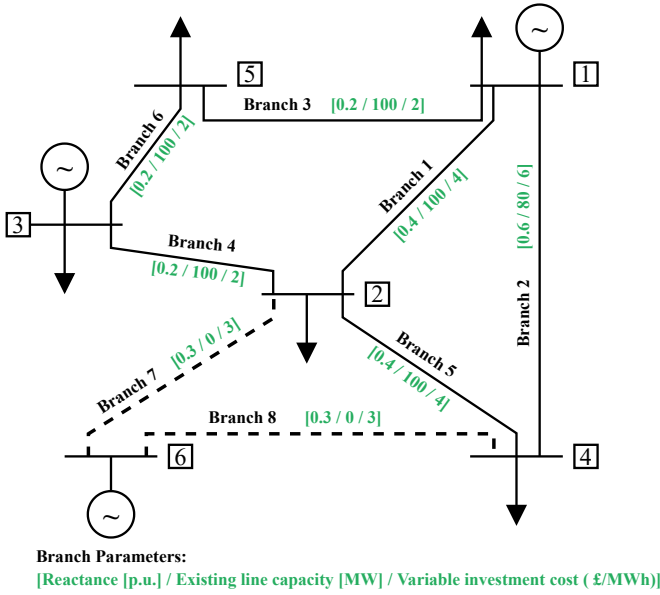 ~
5
1
Branch 3 [0.2 / 100 / 2]
Branch 6
[0.2 / 100 / 2]
~
Branch 1
[0.4 / 100 / 4]
[0.6 / 80 / 6]
Branch 2
3
Branch 4
[0.2 / 100 / 2]
2
Branch 7
[0.3 / 0 / 3]
Branch 5
[0.4 / 100 / 4]
Branch 8 [0.3 / 0 / 3]
6
4
~
Branch Parameters:
[Reactance [p.u.] / Existing line capacity [MW] / Variable investment cost ( £/MWh)]